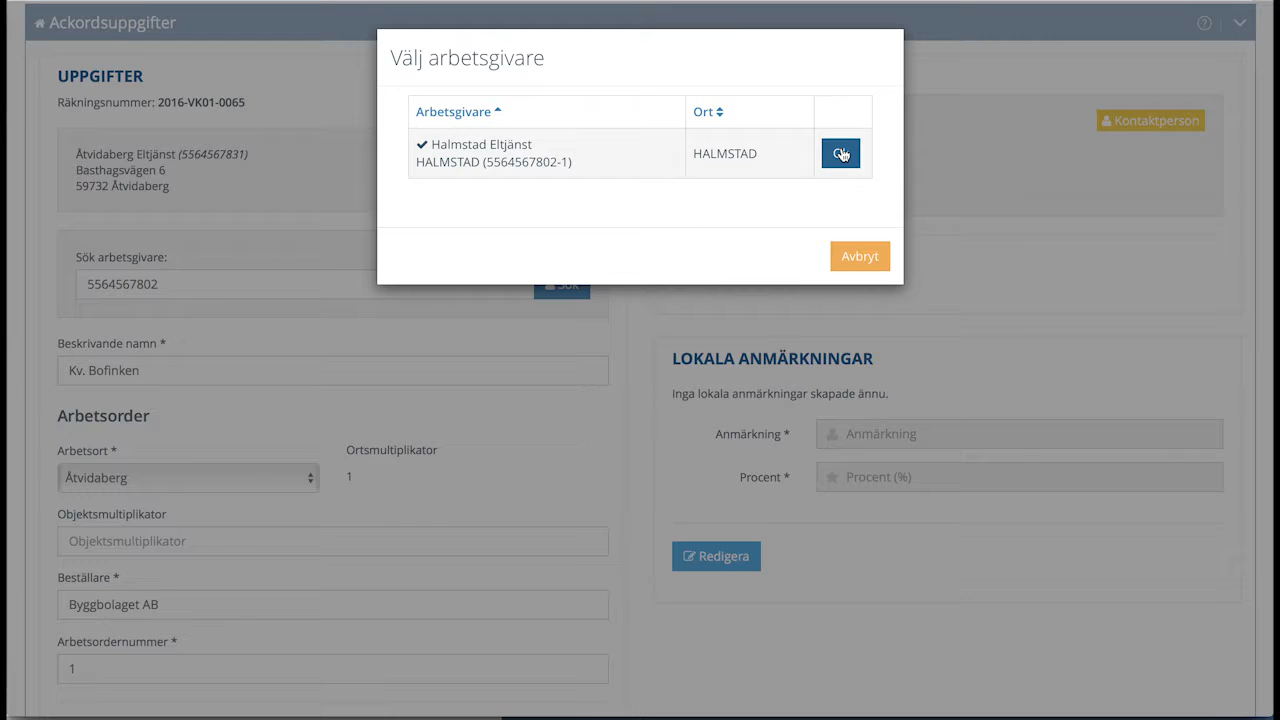 Ackordsuppgifter
Välj arbetsgivare
Arbetsgivare
Ort
Halmstad Eltjänst
HALMSTAD (5564567802-1)
HALMSTAD
Avbryt
UPPGIFTER
Räkningsnummer: 2016-VK01-0065
Kontaktperson
Åtvidaberg Eltjänst (5564567831)
Basthagsvägen 6
59732 Åtvidaberg
Sök arbetsgivare:
5564567802
Sök
Beskrivande namn *
Kv. Bofinken
Arbetsorder
Arbetsort *
Ortsmultiplikator
Åtvidaberg
1
Objektsmultiplikator
Objektsmultiplikator
Beställare *
Byggbolaget AB
Arbetsordernummer *
1
LOKALA ANMÄRKNINGAR
Inga lokala anmärkningar skapade ännu.
Anmärkning *
Anmärkning
Procent *
Procent (%)
Redigera